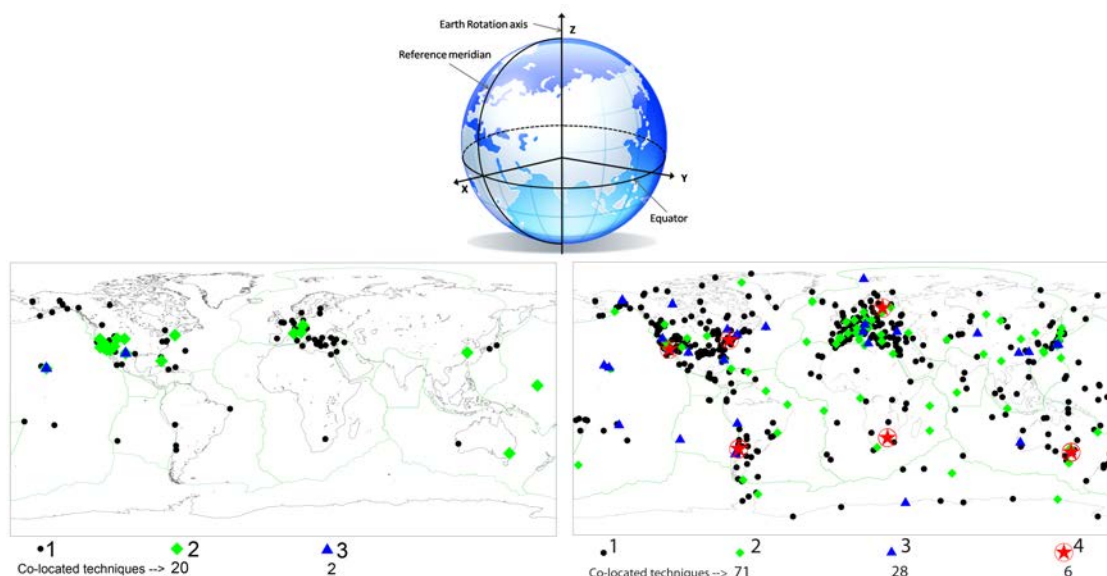 Earth Rotation axis
Z
Reference meridian
X
Y
Equator
1 2 3
Co-located techniques --> 20 2
1 2 3 4
Co-located techniques --> 71 28 6